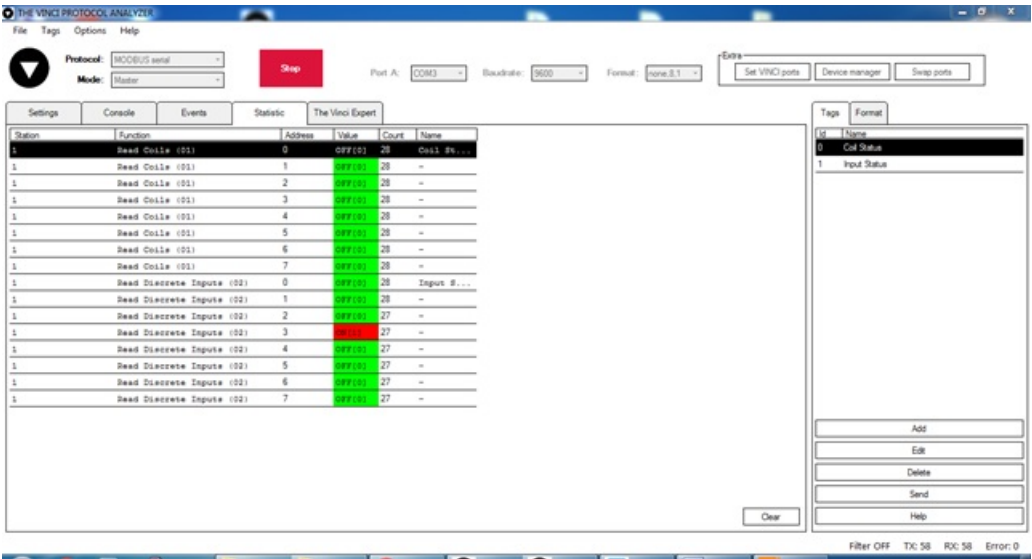 THE VINCI PROTOCOL ANALYZER
File Tags Options Help
Protocol: MODBUS serial
Mode: Master
Stop
Port A: COM3 Baudrate: 9600 Format: none,8,1
Extra
Set VINCI ports Device manager Swap ports
Settings Console Events Statistic The Vinci Expert
Station Function Address Value Count Name
1 Read Coils (01) 0 OFF[0] 28 Coil St...
1 Read Coils (01) 1 OFF[0] 28 -
1 Read Coils (01) 2 OFF[0] 28 -
1 Read Coils (01) 3 OFF[0] 28 -
1 Read Coils (01) 4 OFF[0] 28 -
1 Read Coils (01) 5 OFF[0] 28 -
1 Read Coils (01) 6 OFF[0] 28 -
1 Read Coils (01) 7 OFF[0] 28 -
1 Read Discrete Inputs (02) 0 OFF[0] 28 Input S...
1 Read Discrete Inputs (02) 1 OFF[0] 28 -
1 Read Discrete Inputs (02) 2 OFF[0] 27 -
1 Read Discrete Inputs (02) 3 ON[1] 27 -
1 Read Discrete Inputs (02) 4 OFF[0] 27 -
1 Read Discrete Inputs (02) 5 OFF[0] 27 -
1 Read Discrete Inputs (02) 6 OFF[0] 27 -
1 Read Discrete Inputs (02) 7 OFF[0] 27 -
Clear
Tags Format
Id Name
0 Coil Status
1 Input Status
Add
Edit
Delete
Send
Help
Filter OFF TX: 58 RX: 58 Error: 0